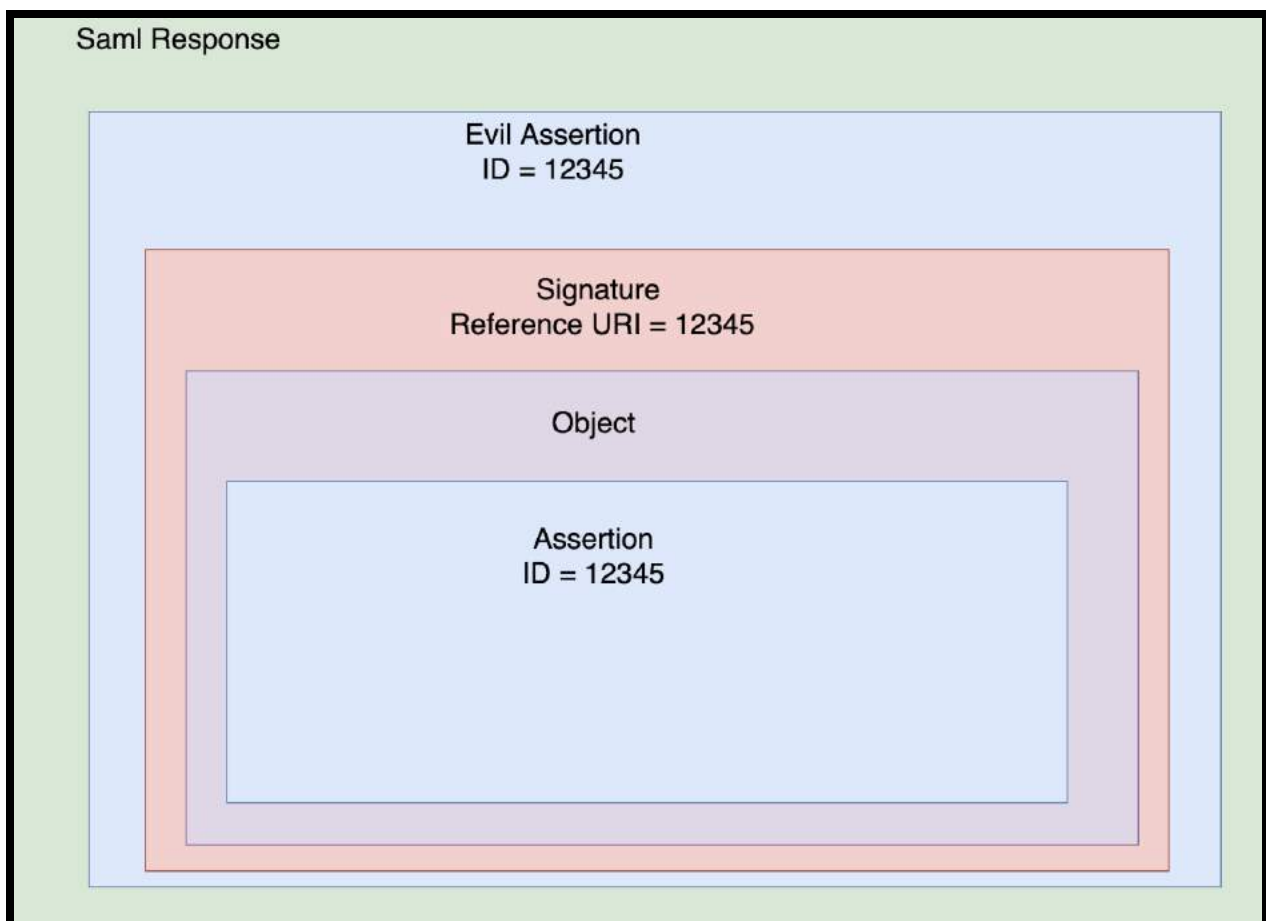 Saml Response
Evil Assertion
ID = 12345
Signature
Reference URI = 12345
Object
Assertion
ID = 12345